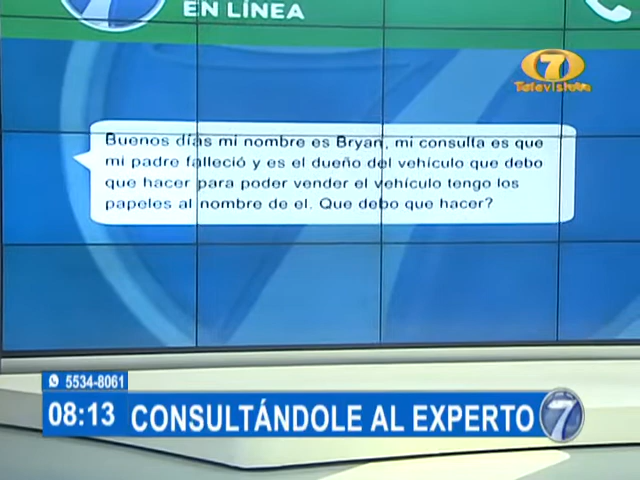 EN LÍNEA
7
Televisiete
Buenos días mi nombre es Bryan, mi consulta es que
mi padre falleció y es el dueño del vehículo que debo
que hacer para poder vender el vehículo tengo los
papeles al nombre de el. Que debo que hacer?
5534-8061
08:13 CONSULTÁNDOLE AL EXPERTO 7